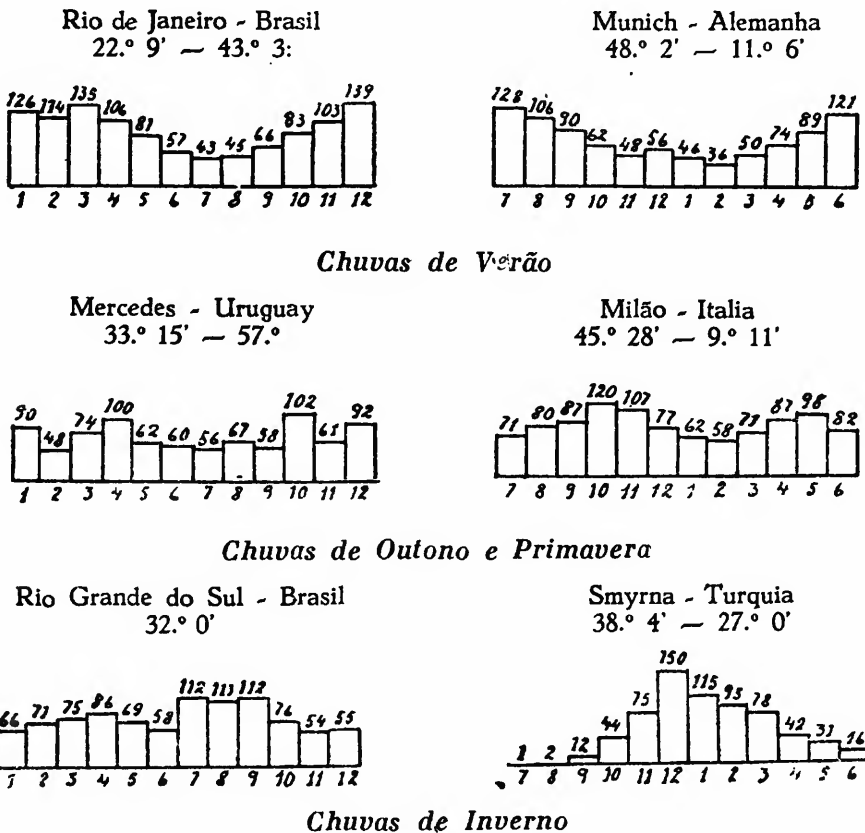 Rio de Janeiro - Brasil
22.º 9' — 43.º 3:
126 114 135 106 81 57 43 45 66 83 103 139
1 2 3 4 5 6 7 8 9 10 11 12
Munich - Alemanha
48.º 2' — 11.º 6'
128 106 90 62 48 56 46 36 50 74 89 121
7 8 9 10 11 12 1 2 3 4 5 6
Chuvas de Verão
Mercedes - Uruguay
33.º 15' — 57.º
90 48 74 100 62 60 56 67 58 102 61 92
1 2 3 4 5 6 7 8 9 10 11 12
Milão - Italia
45.º 28' — 9.º 11'
71 80 87 120 107 77 62 58 87 98 82
7 8 9 10 11 12 1 2 3 4 5 6
Chuvas de Outono e Primavera
Rio Grande do Sul - Brasil
32.º 0'
66 75 86 69 58 112 111 112 76 54 55
1 2 3 4 5 6 7 8 9 10 11 12
Smyrna - Turquia
38.º 4' — 27.º 0'
1 2 12 44 75 150 115 95 78 42 31 16
7 8 9 10 11 12 1 2 3 4 5 6
Chuvas de Inverno